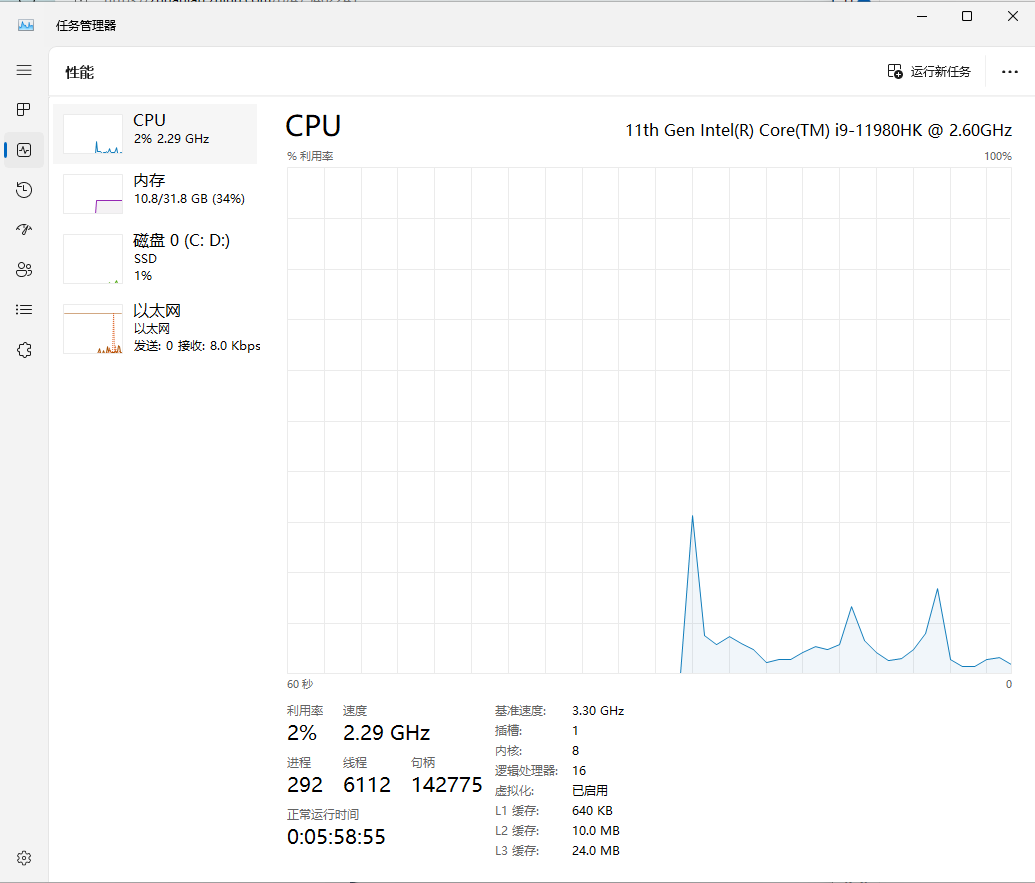 任务管理器
性能
运行新任务
CPU
2% 2.29 GHz
内存
10.8/31.8 GB (34%)
磁盘 0 (C: D:)
SSD
1%
以太网
以太网
发送: 0 接收: 8.0 Kbps
CPU
11th Gen Intel(R) Core(TM) i9-11980HK @ 2.60GHz
% 利用率
100%
60 秒
0
利用率 速度
2% 2.29 GHz
进程 线程 句柄
292 6112 142775
正常运行时间
0:05:58:55
基准速度: 3.30 GHz
插槽: 1
内核: 8
逻辑处理器: 16
虚拟化: 已启用
L1 缓存: 640 KB
L2 缓存: 10.0 MB
L3 缓存: 24.0 MB